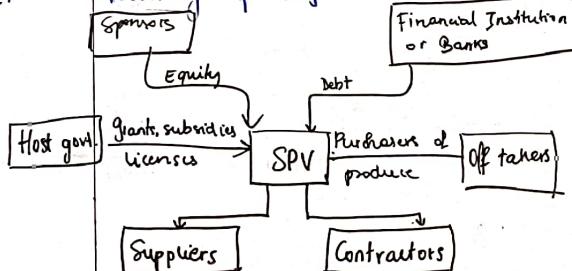 Sponsors
Financial Institution
or Banks
Equity
Debt
Host govt.
grants, subsidies
licenses
SPV
Purchasers of
produce
Off takers
Suppliers
Contractors